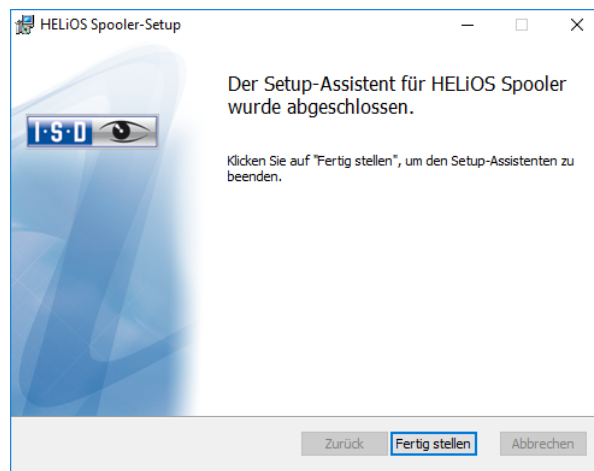 HELiOS Spooler-Setup
Der Setup-Assistent für HELiOS Spooler
wurde abgeschlossen.
I·S·D
Klicken Sie auf "Fertig stellen", um den Setup-Assistenten zu
beenden.
Zurück Fertig stellen Abbrechen